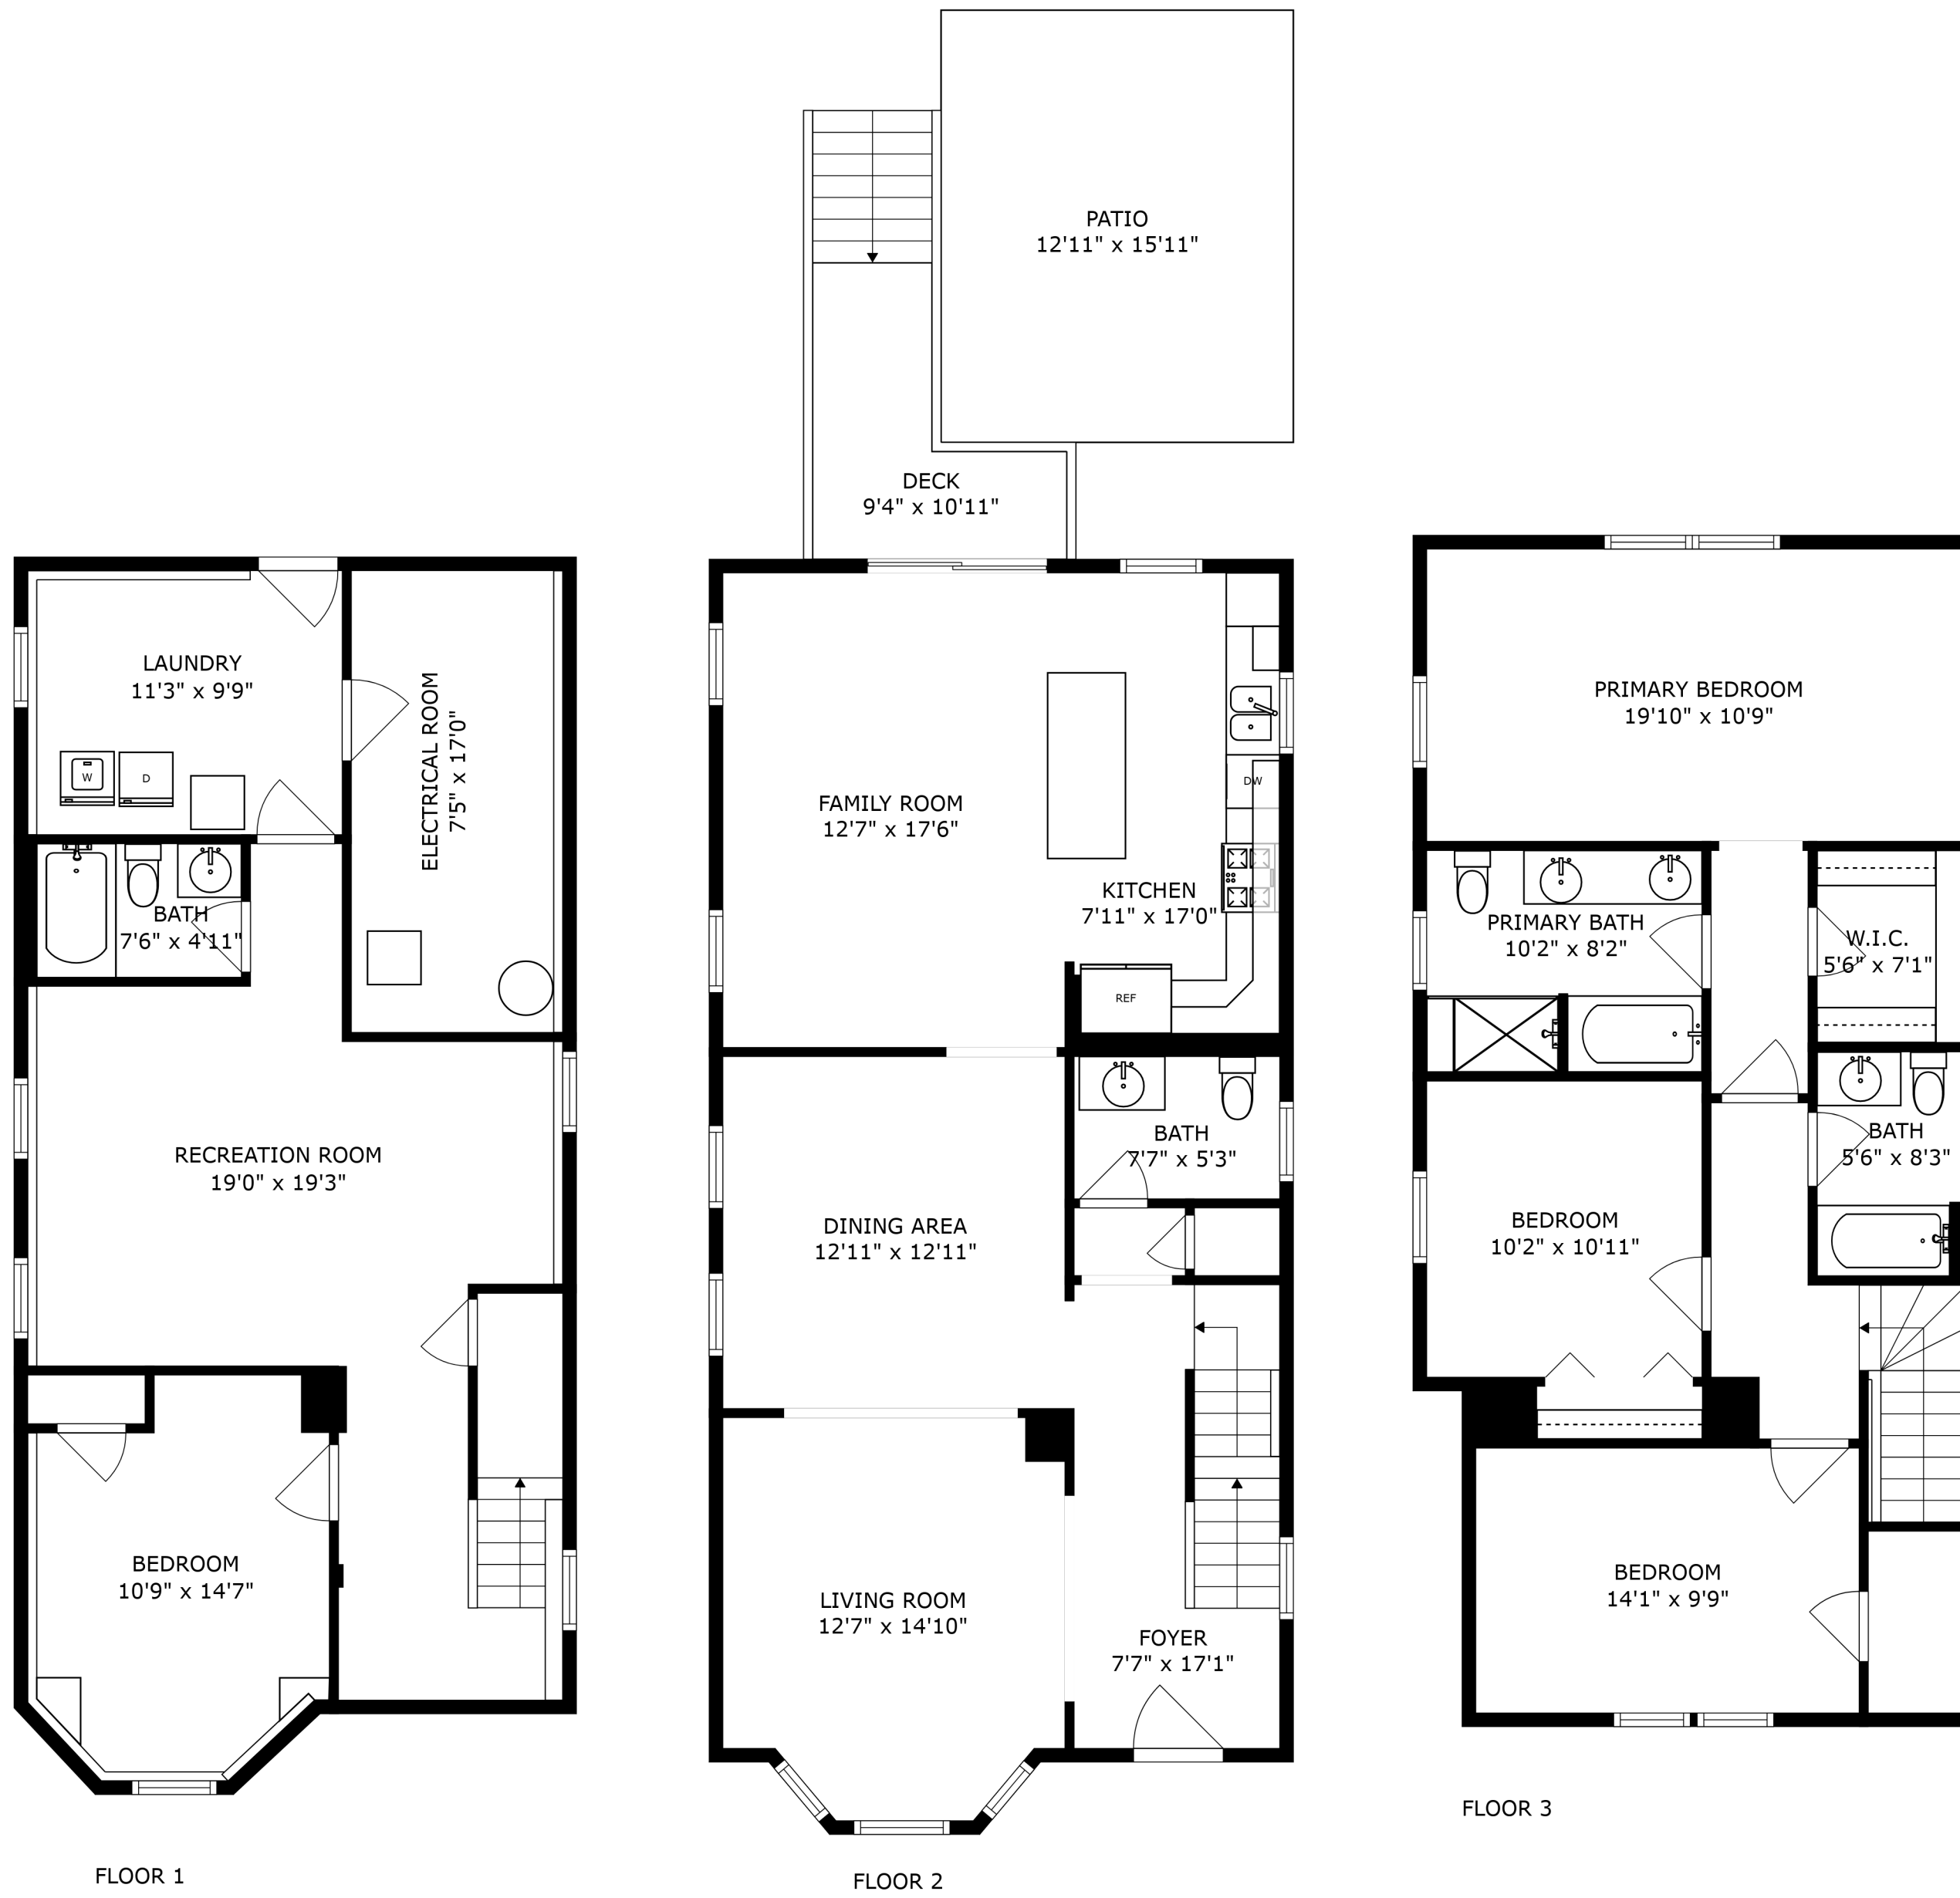 LAUNDRY
11'3" x 9'9"
W
D
ELECTRICAL ROOM
7'5" x 17'0"
BATH
7'6" x 4'11"
RECREATION ROOM
19'0" x 19'3"
BEDROOM
10'9" x 14'7"
FLOOR 1
PATIO
12'11" x 15'11"
DECK
9'4" x 10'11"
FAMILY ROOM
12'7" x 17'6"
DW
KITCHEN
7'11" x 17'0"
REF
BATH
7'7" x 5'3"
DINING AREA
12'11" x 12'11"
LIVING ROOM
12'7" x 14'10"
FOYER
7'7" x 17'1"
FLOOR 2
PRIMARY BEDROOM
19'10" x 10'9"
PRIMARY BATH
10'2" x 8'2"
W.I.C.
5'6" x 7'1"
BATH
5'6" x 8'3"
BEDROOM
10'2" x 10'11"
BEDROOM
14'1" x 9'9"
FLOOR 3